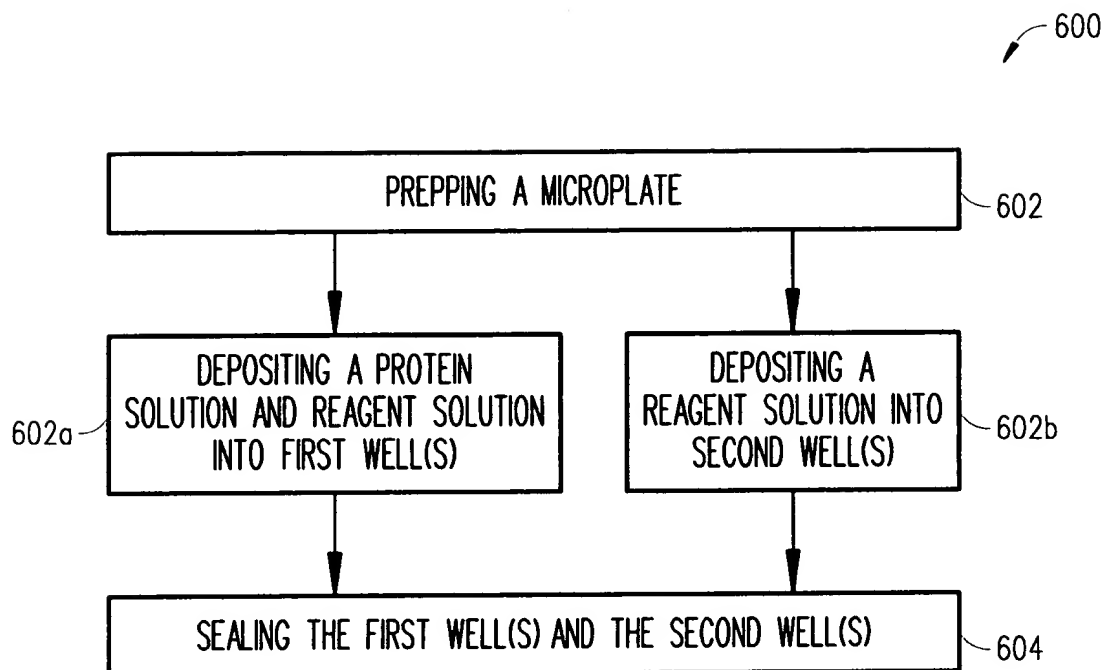 600
PREPPING A MICROPLATE
602
DEPOSITING A PROTEIN
SOLUTION AND REAGENT SOLUTION
INTO FIRST WELL(S)
602a
DEPOSITING A
REAGENT SOLUTION INTO
SECOND WELL(S)
602b
SEALING THE FIRST WELL(S) AND THE SECOND WELL(S)
604